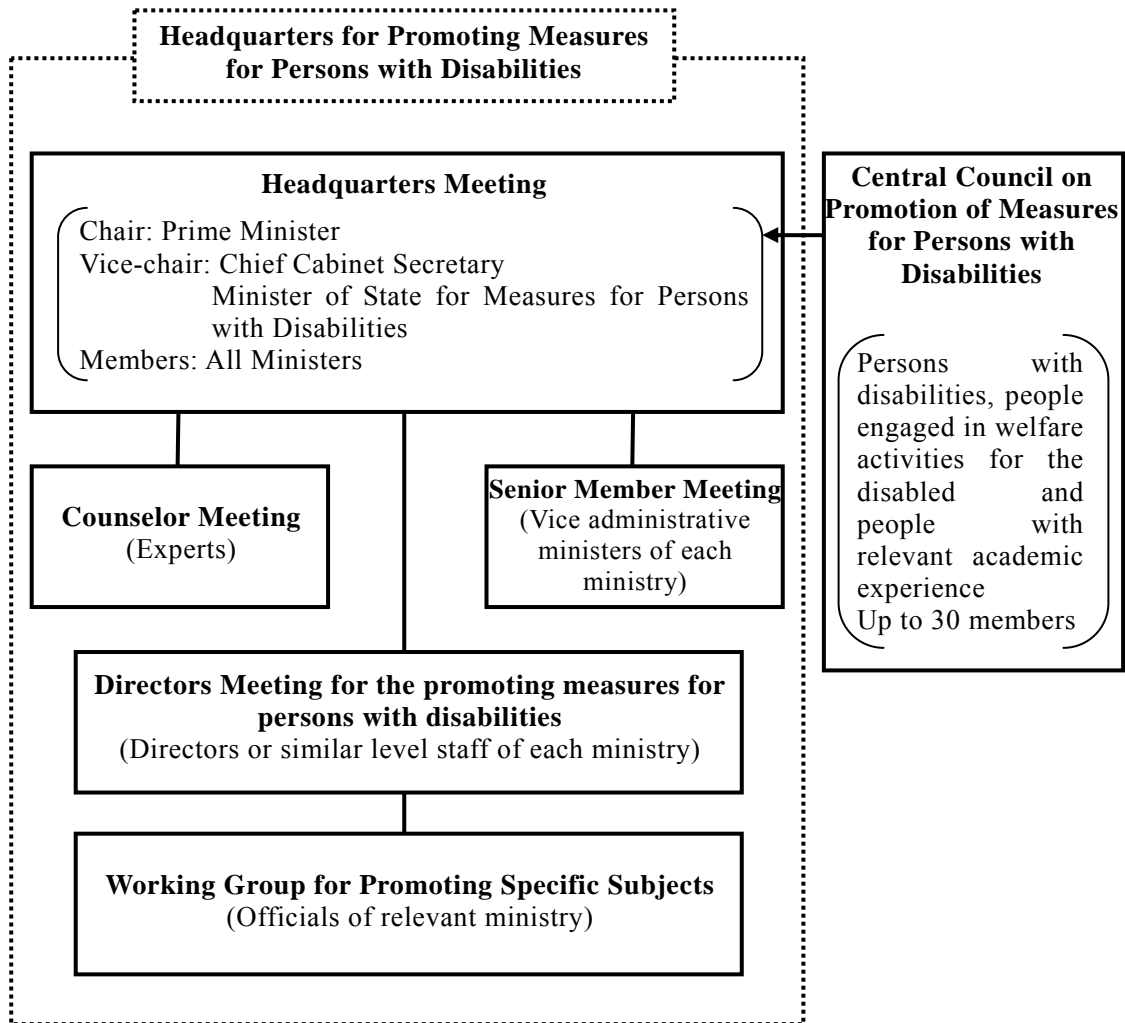 Headquarters for Promoting Measures
for Persons with Disabilities
Headquarters Meeting
Chair: Prime Minister
Vice-chair: Chief Cabinet Secretary
Minister of State for Measures for Persons
with Disabilities
Members: All Ministers
Central Council on
Promotion of Measures
for Persons with
Disabilities
Persons with
disabilities, people
engaged in welfare
activities for the
disabled and
people with
relevant academic
experience
Up to 30 members
Counselor Meeting
(Experts)
Senior Member Meeting
(Vice administrative
ministers of each
ministry)
Directors Meeting for the promoting measures for
persons with disabilities
(Directors or similar level staff of each ministry)
Working Group for Promoting Specific Subjects
(Officials of relevant ministry)